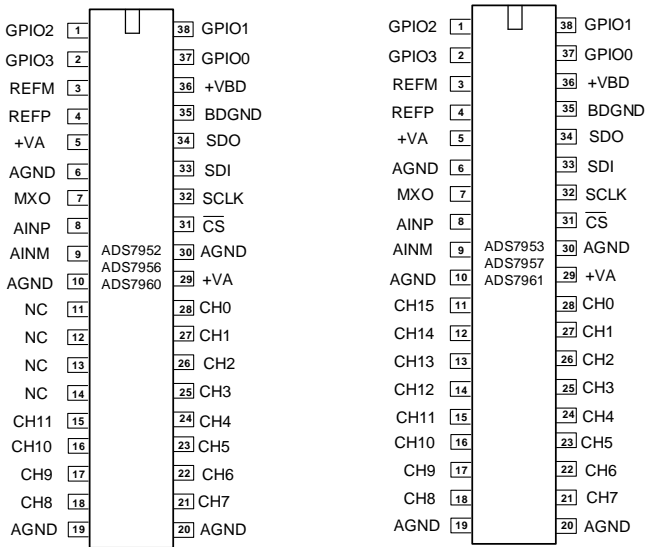 GPIO2 1 38 GPIO1
GPIO3 2 37 GPIO0
REFM 3 36 +VBD
REFP 4 35 BDGND
+VA 5 34 SDO
AGND 6 33 SDI
MXO 7 32 SCLK
AINP 8 31 CS
AINM 9 30 AGND
AGND 10 29 +VA
NC 11 28 CH0
NC 12 27 CH1
NC 13 26 CH2
NC 14 25 CH3
CH11 15 24 CH4
CH10 16 23 CH5
CH9 17 22 CH6
CH8 18 21 CH7
AGND 19 20 AGND
ADS7952
ADS7956
ADS7960
GPIO2 1 38 GPIO1
GPIO3 2 37 GPIO0
REFM 3 36 +VBD
REFP 4 35 BDGND
+VA 5 34 SDO
AGND 6 33 SDI
MXO 7 32 SCLK
AINP 8 31 CS
AINM 9 30 AGND
AGND 10 29 +VA
CH15 11 28 CH0
CH14 12 27 CH1
CH13 13 26 CH2
CH12 14 25 CH3
CH11 15 24 CH4
CH10 16 23 CH5
CH9 17 22 CH6
CH8 18 21 CH7
AGND 19 20 AGND
ADS7953
ADS7957
ADS7961